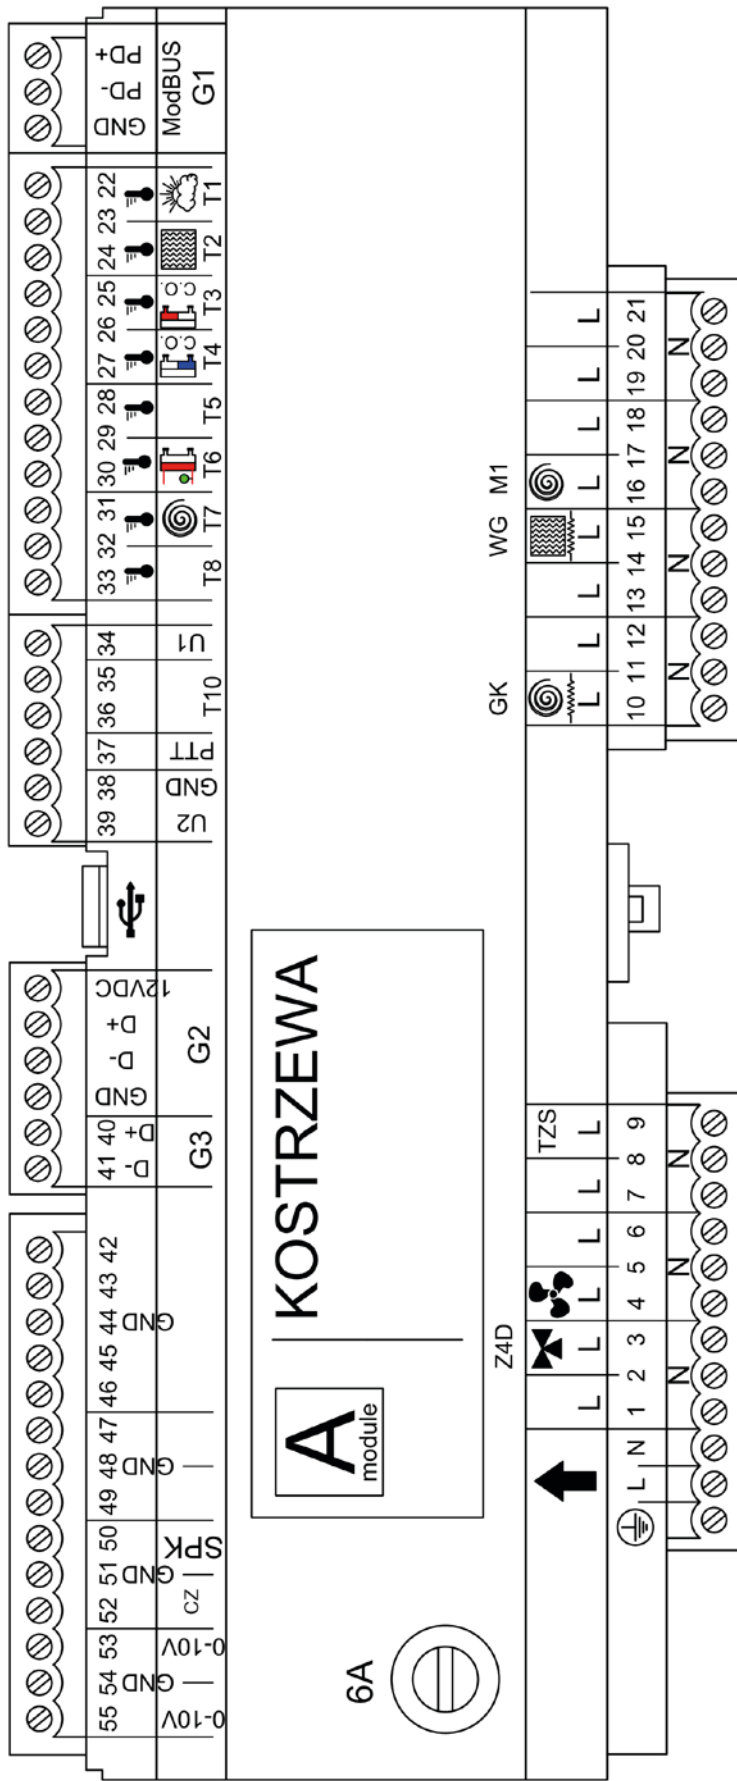 PD+ PD- GND
ModBUS
G1
22 23 24 25 26 27 28 29 30 31 32 33
C.O. C.O.
T1 T2 T3 T4 T5 T6 T7 T8
34 35 36 37 38 39
U1 T10 PTT GND U2
12VDC D+ D- GND
G2
40 41
D+ D-
G3
42 43 44 45 46 47 48 49 50 51 52 53 54 55
GND GND GND GND
SPK CZ 0-10V 0-10V
KOSTRZEWA
A
module
6A
Z4D TZS
L L L L L L
L N 1 2 3 4 5 6 7 8 9
N N N
GK WG M1
L L L L L L L L
10 11 12 13 14 15 16 17 18 19 20 21
N N N N